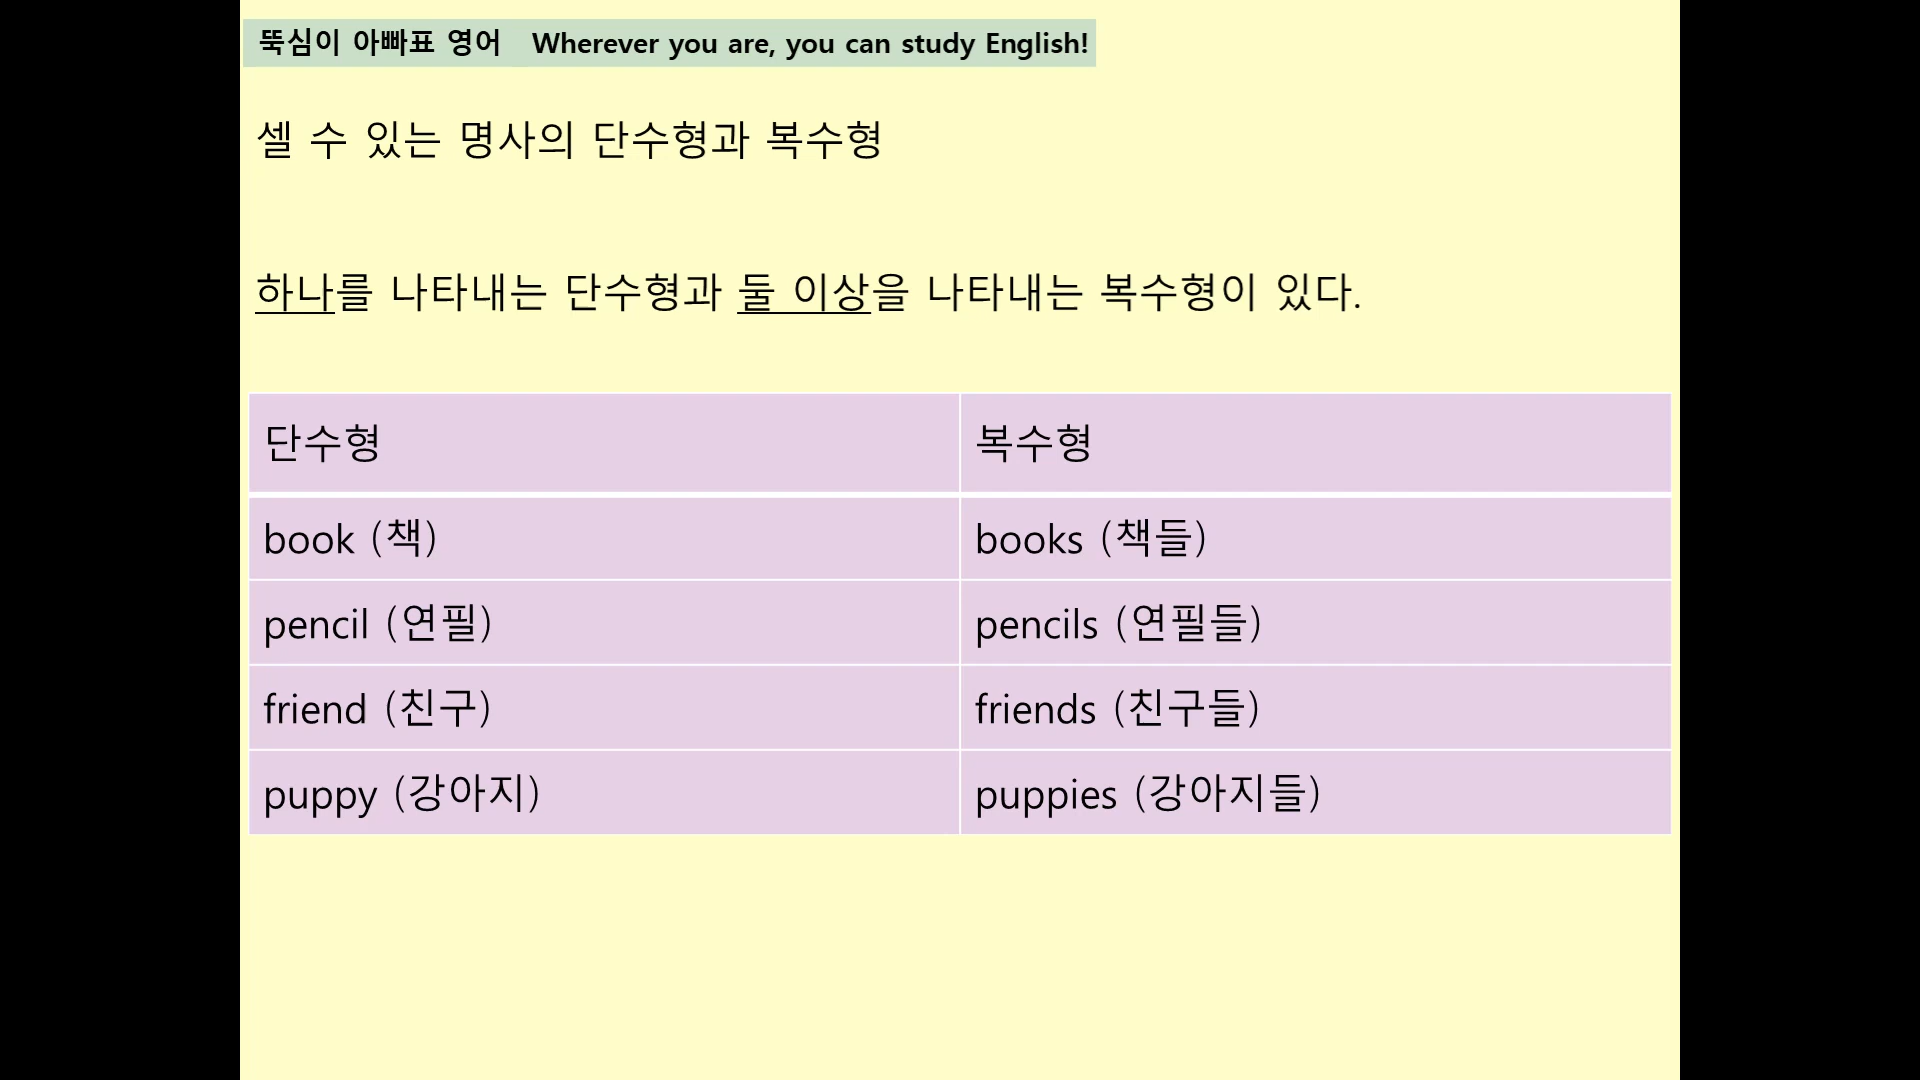 뚝심이 아빠표 영어 Wherever you are, you can study English!
셀 수 있는 명사의 단수형과 복수형
하나를 나타내는 단수형과 둘 이상을 나타내는 복수형이 있다.
단수형 복수형
book (책) books (책들)
pencil (연필) pencils (연필들)
friend (친구) friends (친구들)
puppy (강아지) puppies (강아지들)